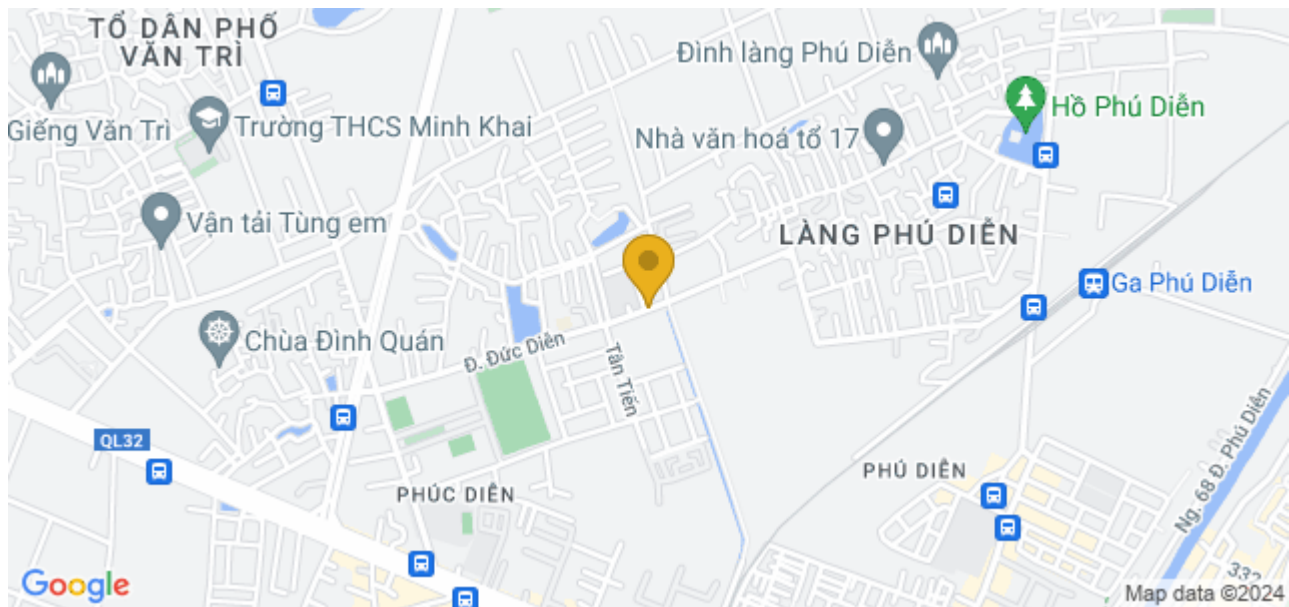 TỔ DÂN PHỐ
VĂN TRÌ
Đình làng Phú Diễn
Hồ Phú Diễn
Giếng Văn Trì
Trường THCS Minh Khai
Nhà văn hoá tổ 17
Vận tải Tùng em
LÀNG PHÚ DIỄN
Ga Phú Diễn
Chùa Đình Quán
Đ. Đức Diễn
Tân Tiến
QL32
PHÚC DIỄN
PHÚ DIỄN
Ng. 68 Đ. Phú Diễn
Google
Map data ©2024